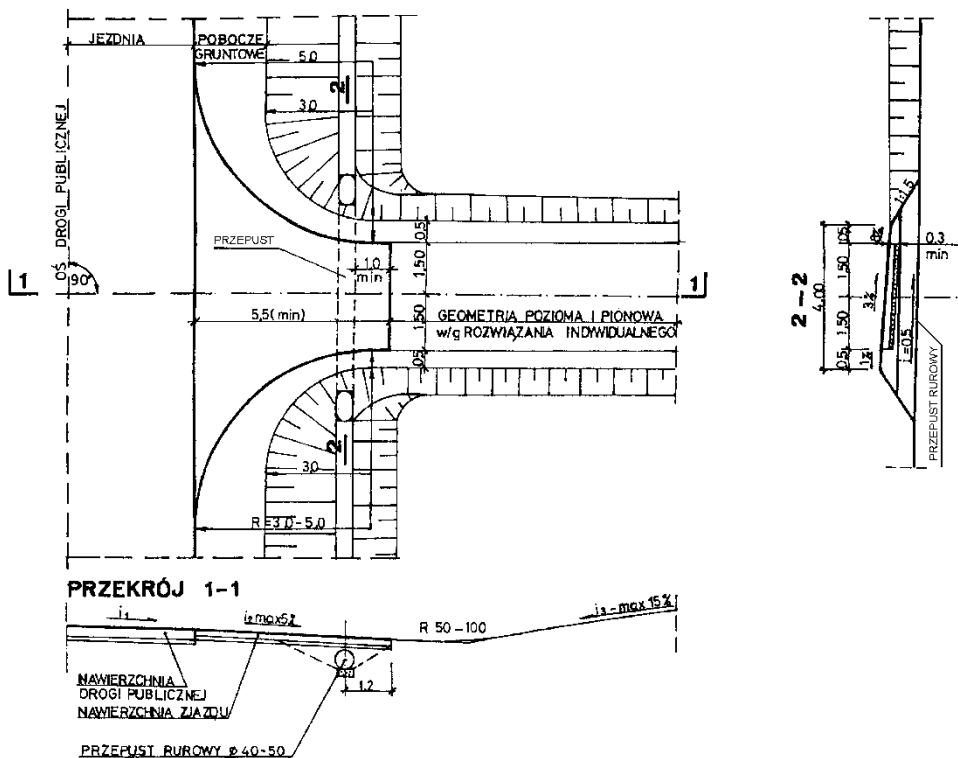 JEZDNIA
POBOCZE
GRUNTOWE
5,0
2
3,0
OŚ DROGI PUBLICZNEJ
90°
1
PRZEPUST
1,0
min
0,5
1,50
1,50
0,5
1
5,5(min)
GEOMETRIA POZIOMA I PIONOWA
w/g ROZWIĄZANIA INDYWIDUALNEGO
2
3,0
R=3,0-5,0
2-2
4,00
0,5
1,50
1,50
0,5
1:1,5
0,3
min
PRZEPUST RUROWY
PRZEKRÓJ 1-1
i₁
i₂ max5%
R 50-100
i₃-max 15%
1,2
NAWIERZCHNIA
DROGI PUBLICZNEJ
NAWIERZCHNIA ZJAZDU
PRZEPUST RUROWY ø 40-50